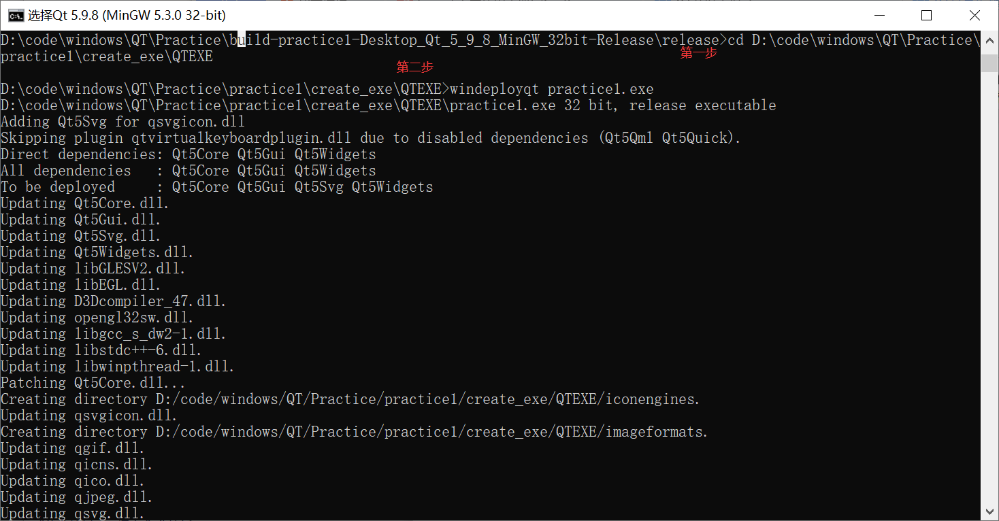 选择Qt 5.9.8 (MinGW 5.3.0 32-bit)
D:\code\windows\QT\Practice\build-practice1-Desktop_Qt_5_9_8_MinGW_32bit-Release\release>cd D:\code\windows\QT\Practice\
第一步
practice1\create_exe\QTEXE
第二步
D:\code\windows\QT\Practice\practice1\create_exe\QTEXE>windeployqt practice1.exe
D:\code\windows\QT\Practice\practice1\create_exe\QTEXE\practice1.exe 32 bit, release executable
Adding Qt5Svg for qsvgicon.dll
Skipping plugin qtvirtualkeyboardplugin.dll due to disabled dependencies (Qt5Qml Qt5Quick).
Direct dependencies: Qt5Core Qt5Gui Qt5Widgets
All dependencies   : Qt5Core Qt5Gui Qt5Widgets
To be deployed     : Qt5Core Qt5Gui Qt5Svg Qt5Widgets
Updating Qt5Core.dll.
Updating Qt5Gui.dll.
Updating Qt5Svg.dll.
Updating Qt5Widgets.dll.
Updating libGLESV2.dll.
Updating libEGL.dll.
Updating D3Dcompiler_47.dll.
Updating opengl32sw.dll.
Updating libgcc_s_dw2-1.dll.
Updating libstdc++-6.dll.
Updating libwinpthread-1.dll.
Patching Qt5Core.dll...
Creating directory D:/code/windows/QT/Practice/practice1/create_exe/QTEXE/iconengines.
Updating qsvgicon.dll.
Creating directory D:/code/windows/QT/Practice/practice1/create_exe/QTEXE/imageformats.
Updating qgif.dll.
Updating qicns.dll.
Updating qico.dll.
Updating qjpeg.dll.
Updating qsvg.dll.